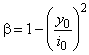 β = 1 − (y₀/i₀)²